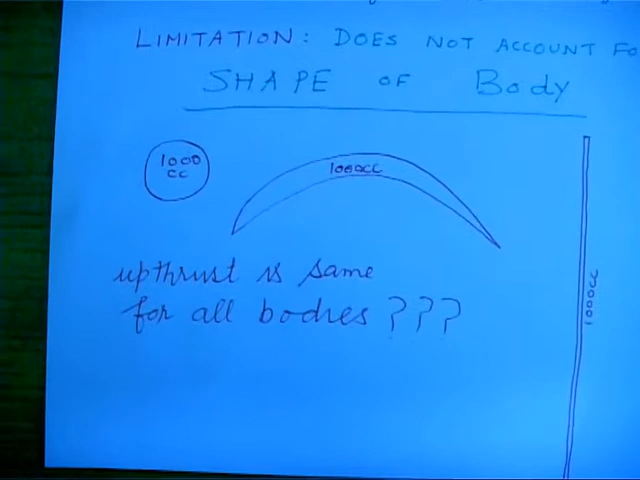 LIMITATION: DOES NOT ACCOUNT FO
SHAPE OF BODY
1000
CC
1000CC
1000CC
upthrust is same
for all bodies ???